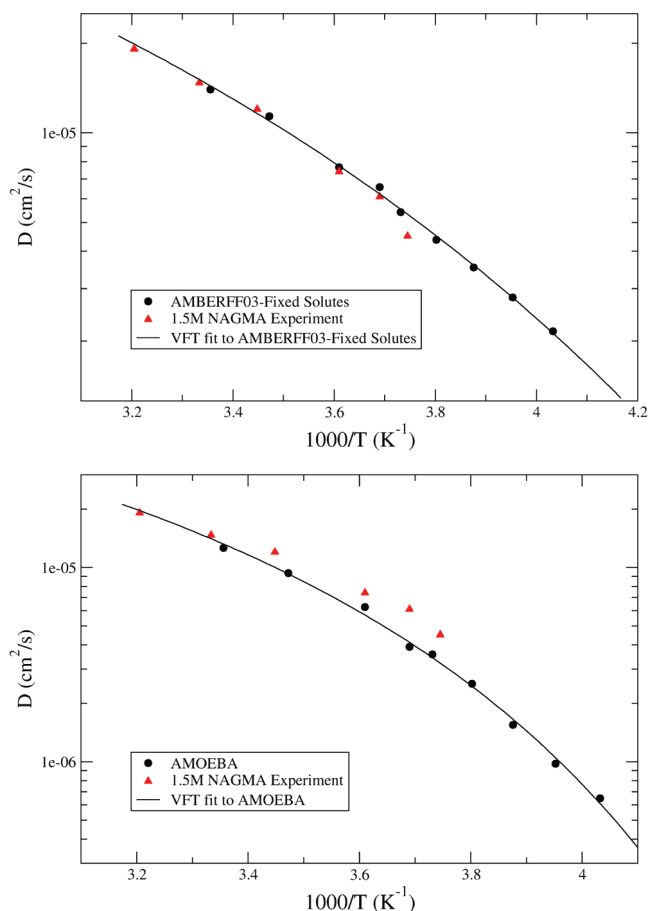 1e-05
D (cm²/s)
AMBERFF03-Fixed Solutes
1.5M NAGMA Experiment
VFT fit to AMBERFF03-Fixed Solutes
3.2 3.4 3.6 3.8 4 4.2
1000/T (K⁻¹)
1e-05
D (cm²/s)
1e-06
AMOEBA
1.5M NAGMA Experiment
VFT fit to AMOEBA
3.2 3.4 3.6 3.8 4
1000/T (K⁻¹)